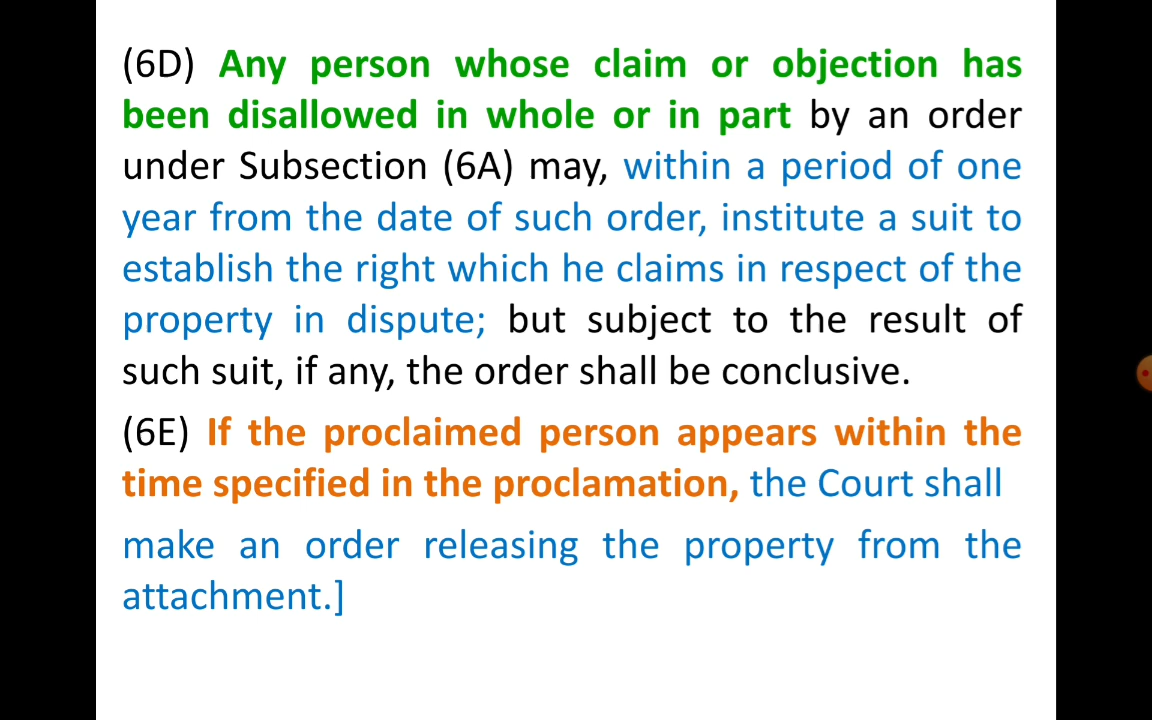 (6D) Any person whose claim or objection has
been disallowed in whole or in part by an order
under Subsection (6A) may, within a period of one
year from the date of such order, institute a suit to
establish the right which he claims in respect of the
property in dispute; but subject to the result of
such suit, if any, the order shall be conclusive.
(6E) If the proclaimed person appears within the
time specified in the proclamation, the Court shall
make an order releasing the property from the
attachment.]